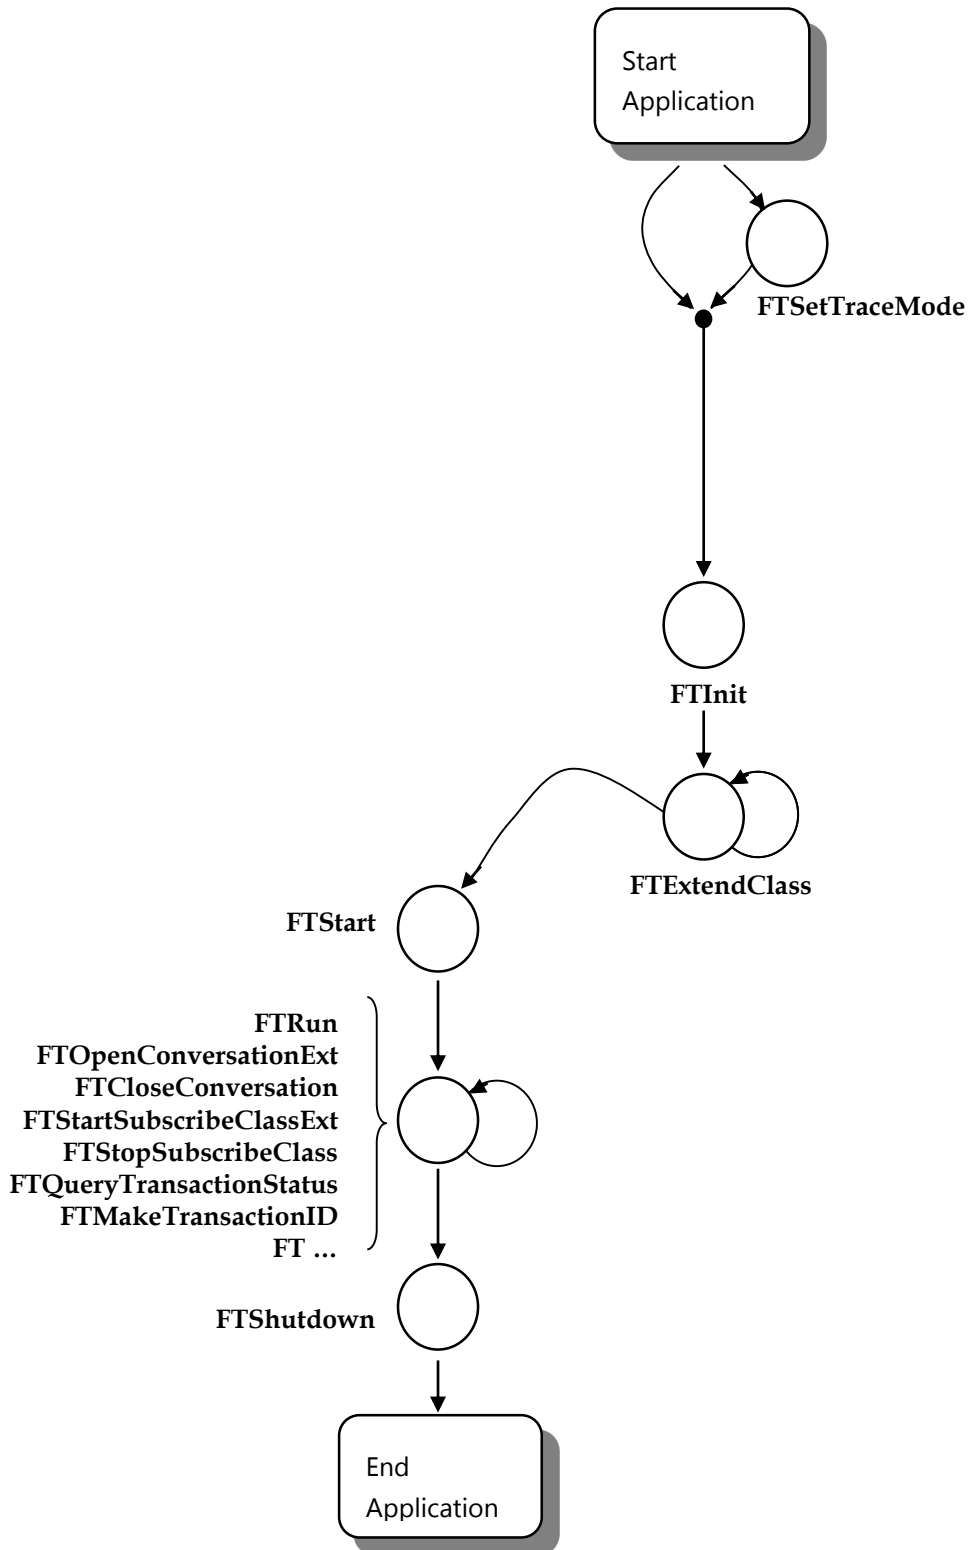 Start
Application
FTSetTraceMode
FTInit
FTExtendClass
FTStart
FTRun
FTOpenConversationExt
FTCloseConversation
FTStartSubscribeClassExt
FTStopSubscribeClass
FTQueryTransactionStatus
FTMakeTransactionID
FT ...
FTShutdown
End
Application